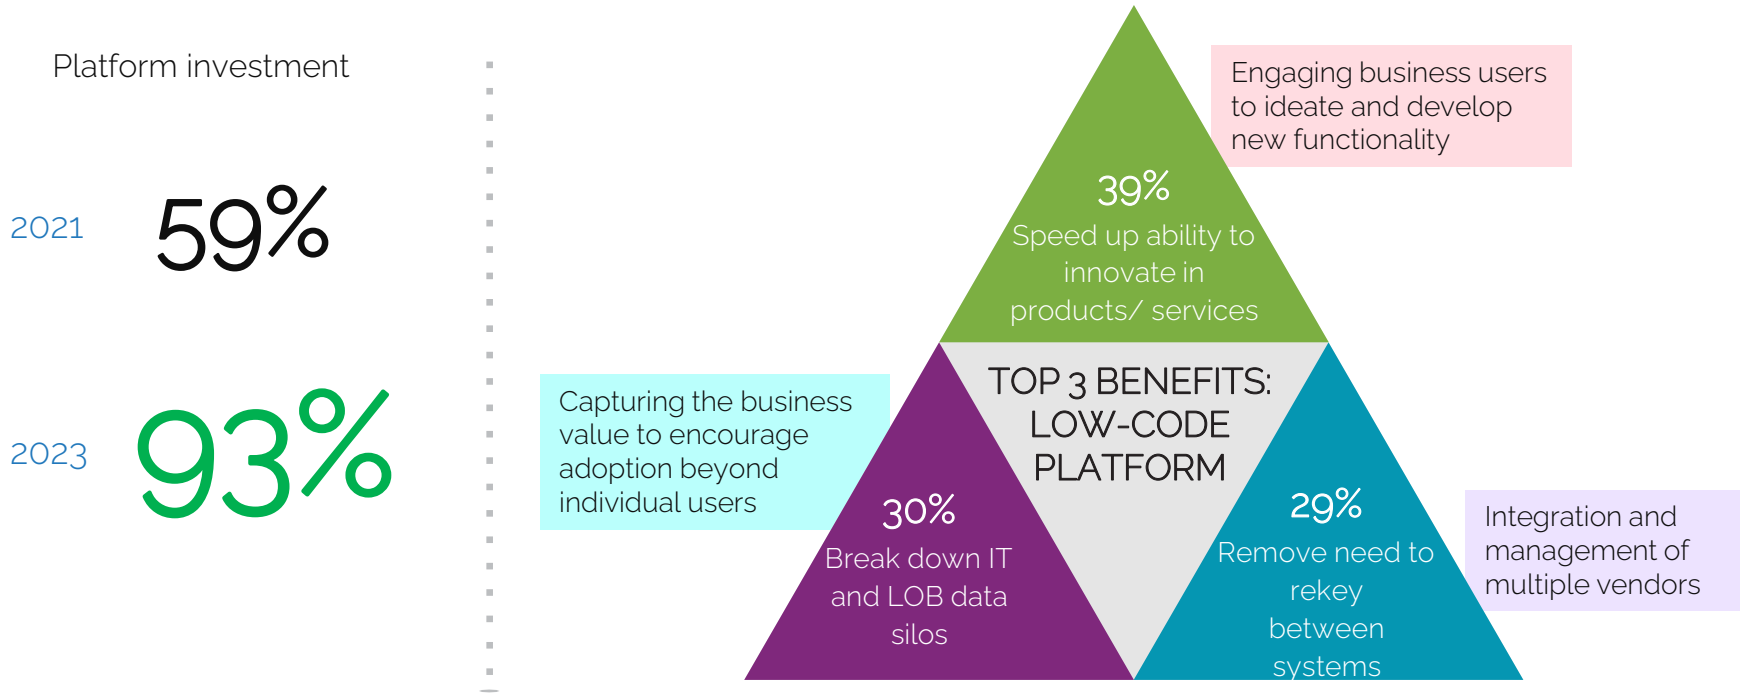 Platform investment
2021
59%
2023
93%
Engaging business users
to ideate and develop
new functionality
39%
Speed up ability to
innovate in
products/ services
TOP 3 BENEFITS:
LOW-CODE
PLATFORM
Capturing the business
value to encourage
adoption beyond
individual users
30%
Break down IT
and LOB data
silos
29%
Remove need to
rekey
between
systems
Integration and
management of
multiple vendors